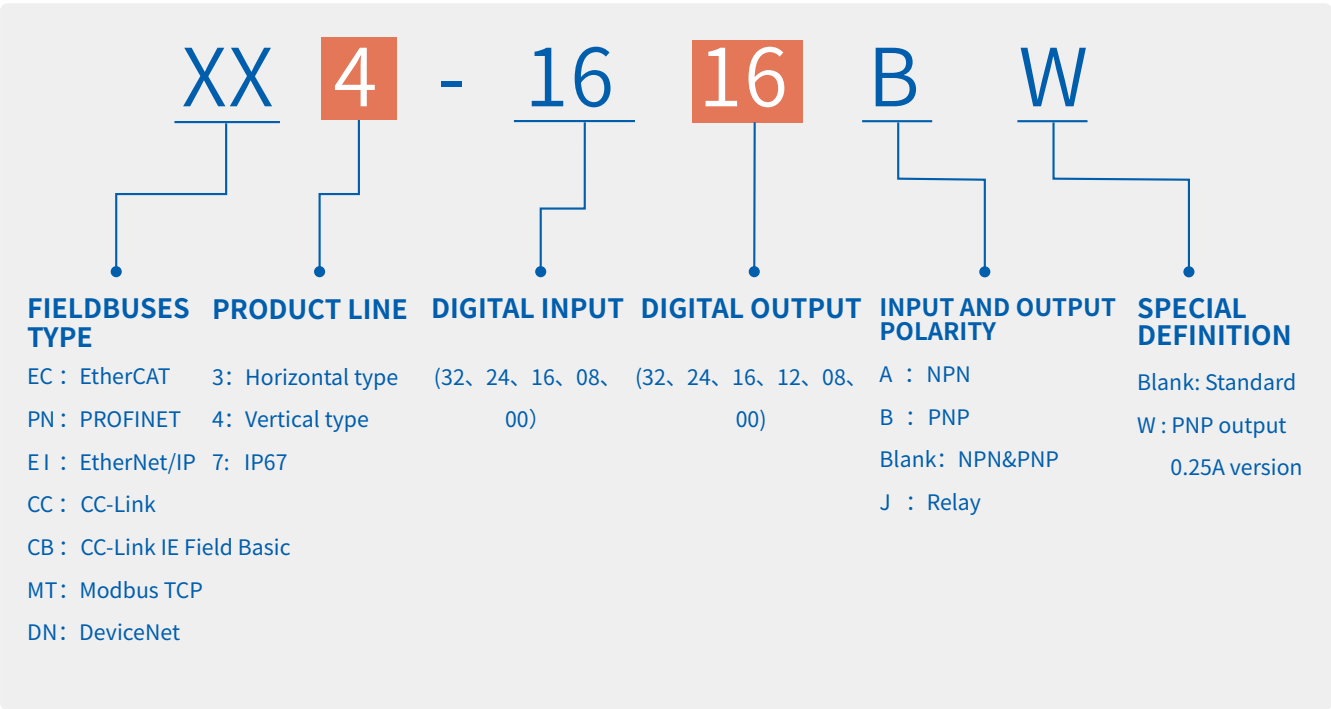 XX 4 - 16 16 B W
FIELDBUSES
TYPE
EC： EtherCAT
PN： PROFINET
EI： EtherNet/IP
CC： CC-Link
CB： CC-Link IE Field Basic
MT： Modbus TCP
DN： DeviceNet
PRODUCT LINE
3： Horizontal type
4： Vertical type
7: IP67
DIGITAL INPUT
(32、24、16、08、
00）
DIGITAL OUTPUT
(32、24、16、12、08、
00)
INPUT AND OUTPUT
POLARITY
A ： NPN
B ： PNP
Blank： NPN&PNP
J ： Relay
SPECIAL
DEFINITION
Blank: Standard
W : PNP output
0.25A version